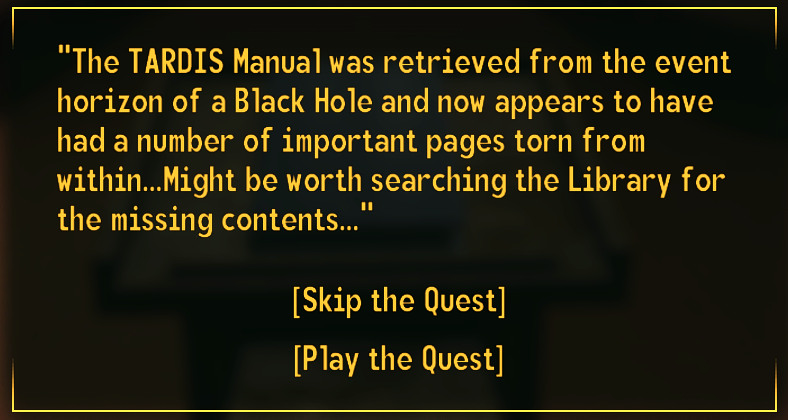 "The TARDIS Manual was retrieved from the event
horizon of a Black Hole and now appears to have
had a number of important pages torn from
within...Might be worth searching the Library for
the missing contents..."
[Skip the Quest]
[Play the Quest]